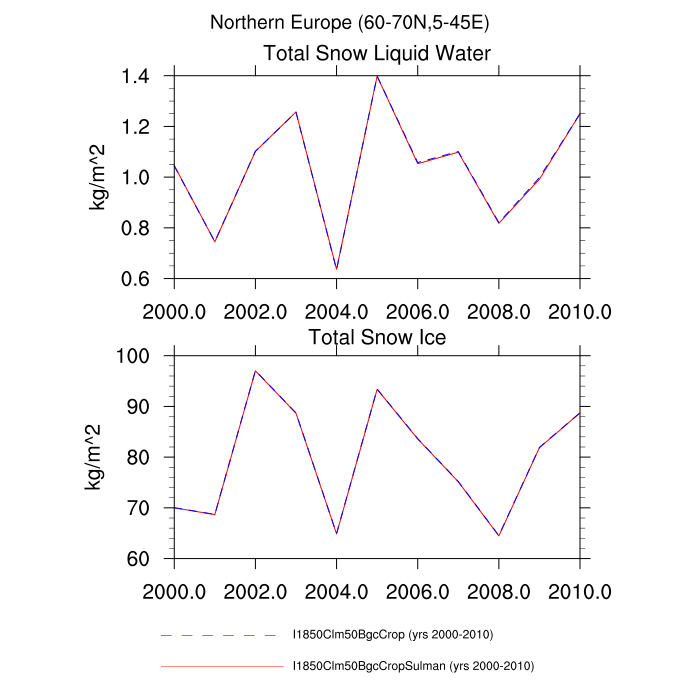 Northern Europe (60-70N,5-45E)
Total Snow Liquid Water
1.4
1.2
1.0
0.8
0.6
kg/m^2
2000.0 2002.0 2004.0 2006.0 2008.0 2010.0
Total Snow Ice
100
90
80
70
60
kg/m^2
2000.0 2002.0 2004.0 2006.0 2008.0 2010.0
I1850Clm50BgcCrop (yrs 2000-2010)
I1850Clm50BgcCropSulman (yrs 2000-2010)